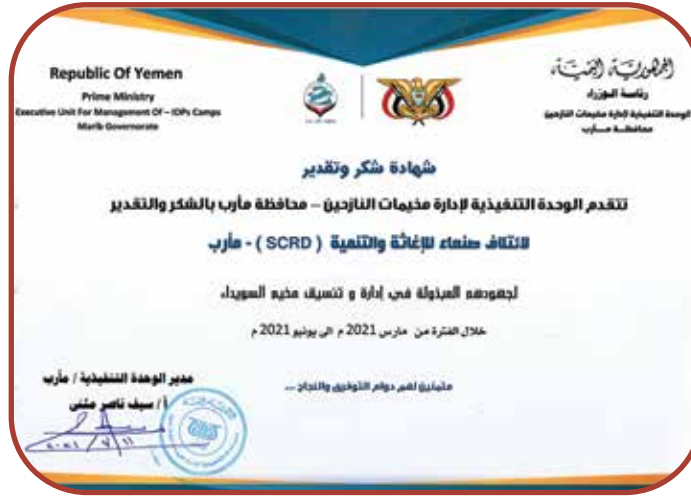 Republic Of Yemen
Prime Ministry
Executive Unit For Management Of – IDPs Camps
Marib Governorate
الجمهورية اليمنية
رئاسة الوزراء
الوحدة التنفيذية لإدارة مخيمات النازحين
محافظة مأرب
شهادة شكر وتقدير
تتقدم الوحدة التنفيذية لإدارة مخيمات النازحين – محافظة مأرب بالشكر والتقدير
لائتلاف صنعاء للإغاثة والتنمية ( SCRD ) - مأرب
لجهودهم المبذولة في إدارة و تنسيق مخيم السويداء
خلال الفترة من مارس 2021 م الى يونيو 2021 م
متمنين لهم دوام التوفيق والنجاح ...
مدير الوحدة التنفيذية / مأرب
أ / سيف ناصر مثنى